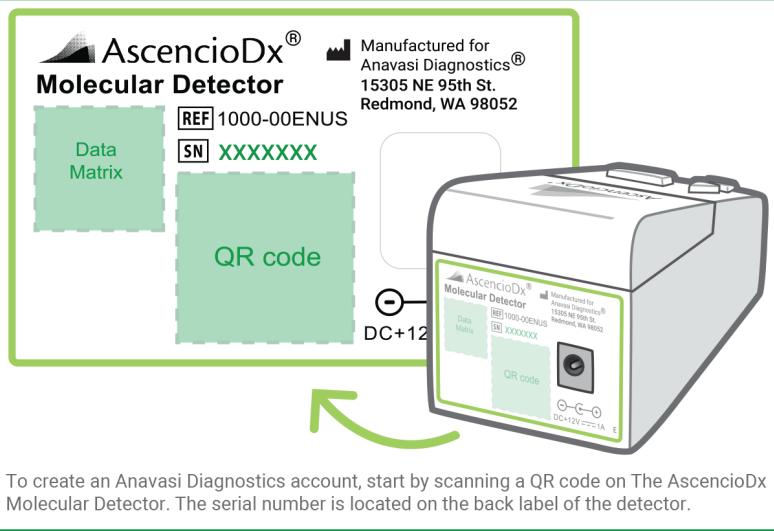 AscencioDx®
Molecular Detector
Manufactured for
Anavasi Diagnostics®
15305 NE 95th St.
Redmond, WA 98052
REF 1000-00ENUS
SN XXXXXXX
Data
Matrix
QR code
DC+12
AscencioDx®
AscencioDx®
Molecular Detector
Manufactured for
Anavasi Diagnostics®
15305 NE 95th St.
Redmond, WA 98052
REF 1000-00ENUS
SN XXXXXXX
Data
Matrix
QR code
DC+12V 1A E
To create an Anavasi Diagnostics account, start by scanning a QR code on The AscencioDx
Molecular Detector. The serial number is located on the back label of the detector.